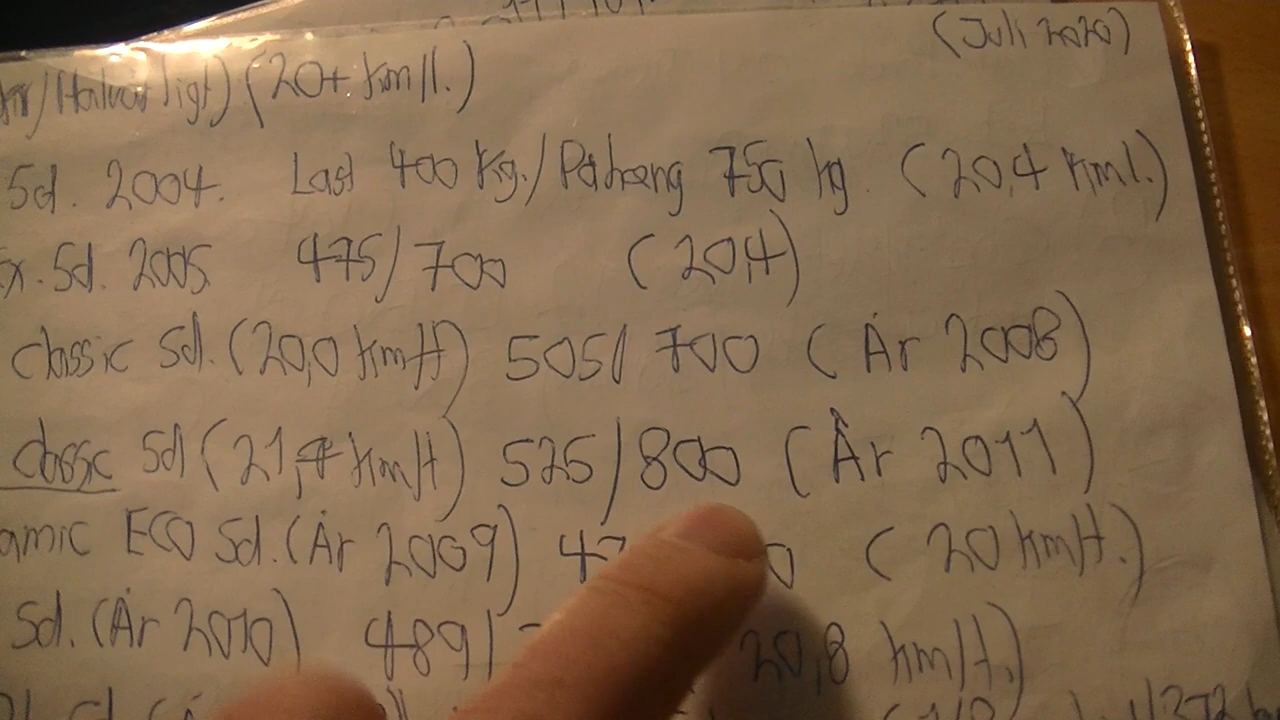 (Juli 2020)
ligt) (20+ km/l.)
Sd. 2004. Last 400 kg./Påhæng 750 kg. (20,4 km l.)
Sd. 2005 475/700 (20,4)
classic Sd. (20,0 km/t) 505/ 700 (År 2008)
classic Sd (21,4 km/t) 525/800 (År 2011)
amic ECO Sd. (År 2009) 47 0 (20 km/t.)
Sd. (År 2010) 489/ 20,8 km/t.)